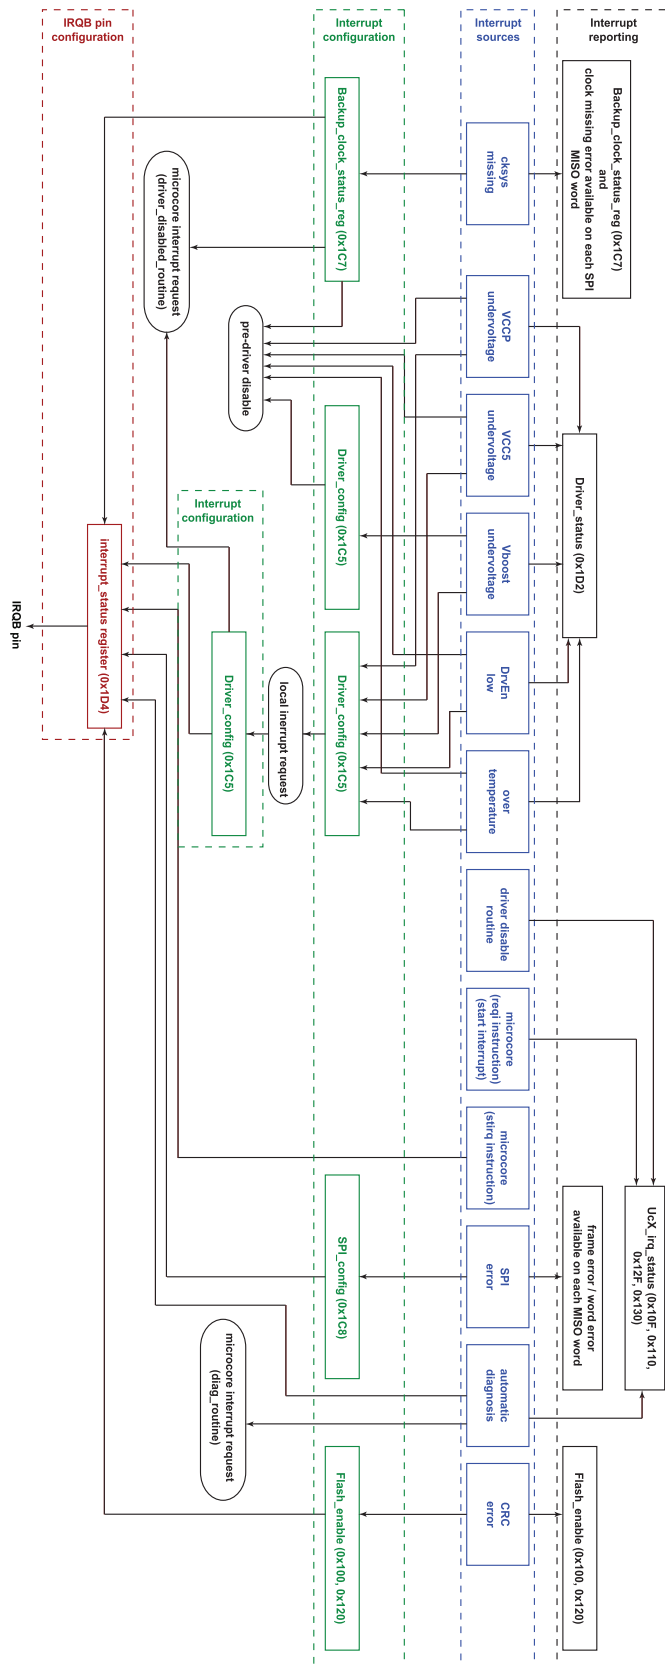 Interrupt
reporting
Backup_clock_status_reg (0x1C7)
and
clock missing error available on each SPI
MISO word
Driver_status (0x1D2)
UcX_irq_status (0x10F, 0x110,
0x12F, 0x130)
frame error / word error
available on each MISO word
Flash_enable (0x100, 0x120)
Interrupt
sources
cksys
missing
VCCP
undervoltage
VCC5
undervoltage
Vboost
undervoltage
DrvEn
low
over
temperature
driver disable
routine
microcore
(reqi instruction)
(start interrupt)
microcore
(stirq instruction)
SPI
error
automatic
diagnosis
CRC
error
Interrupt
configuration
Backup_clock_status_reg (0x1C7)
Driver_config (0x1C5)
Driver_config (0x1C5)
SPI_config (0x1C8)
Flash_enable (0x100, 0x120)
pre-driver disable
local inerrupt request
Interrupt
configuration
Driver_config (0x1C5)
microcore interrupt request
(driver_disabled_routine)
microcore interrupt request
(diag_routine)
IRQB pin
configuration
interrupt_status register (0x1D4)
IRQB pin